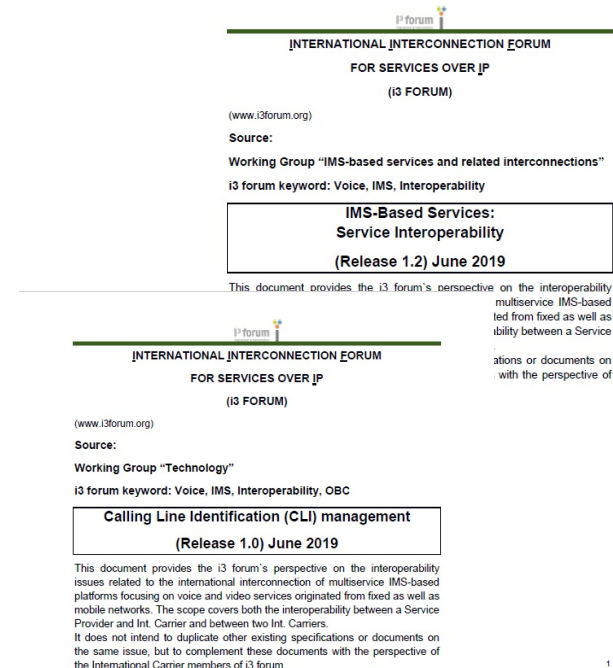 i3 forum
INTERNATIONAL INTERCONNECTION FORUM
FOR SERVICES OVER IP
(i3 FORUM)
(www.i3forum.org)
Source:
Working Group “IMS-based services and related interconnections”
i3 forum keyword: Voice, IMS, Interoperability
IMS-Based Services:
Service Interoperability
(Release 1.2) June 2019
This document provides the i3 forum`s perspective on the interoperability
multiservice IMS-based
ted from fixed as well as
ability between a Service
ations or documents on
with the perspective of
i3 forum
INTERNATIONAL INTERCONNECTION FORUM
FOR SERVICES OVER IP
(i3 FORUM)
(www.i3forum.org)
Source:
Working Group “Technology”
i3 forum keyword: Voice, IMS, Interoperability, OBC
Calling Line Identification (CLI) management
(Release 1.0) June 2019
This document provides the i3 forum`s perspective on the interoperability
issues related to the international interconnection of multiservice IMS-based
platforms focusing on voice and video services originated from fixed as well as
mobile networks. The scope covers both the interoperability between a Service
Provider and Int. Carrier and between two Int. Carriers.
It does not intend to duplicate other existing specifications or documents on
the same issue, but to complement these documents with the perspective of
the International Carrier members of i3 forum
1